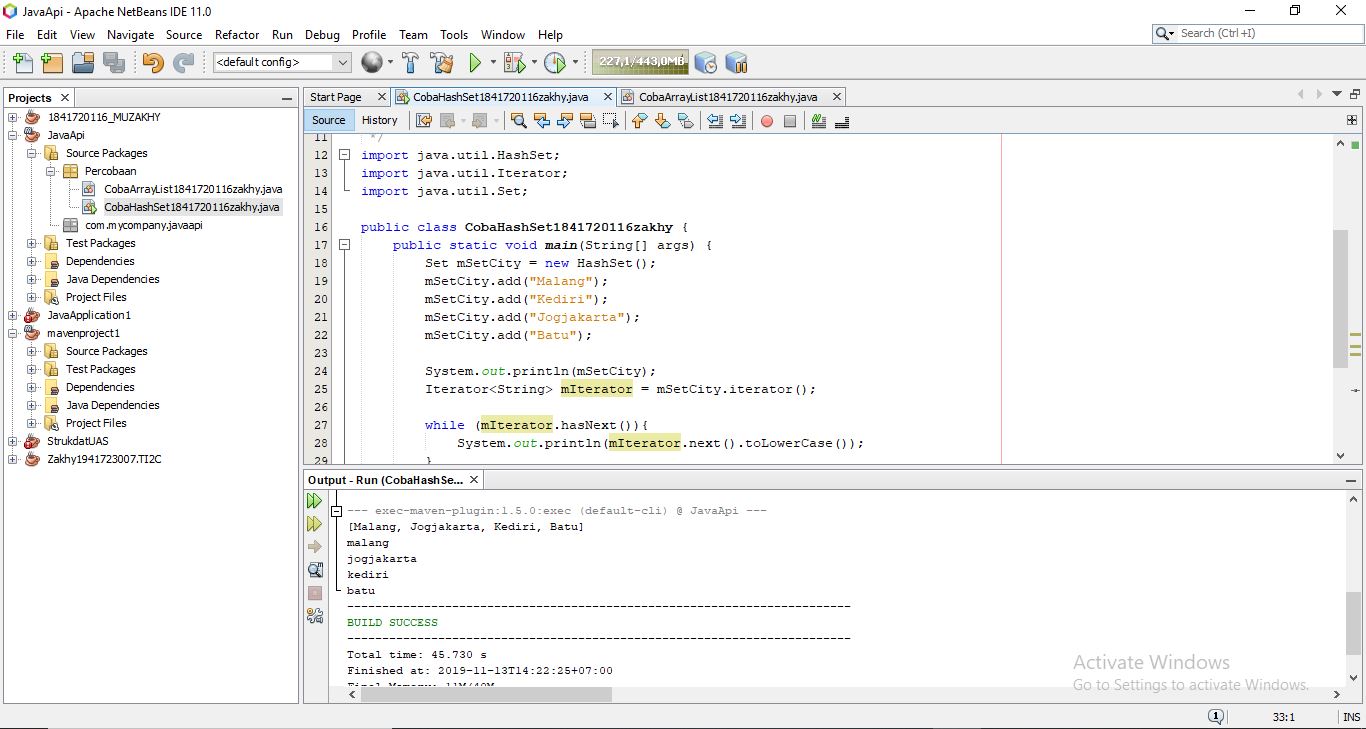 JavaApi - Apache NetBeans IDE 11.0
File Edit View Navigate Source Refactor Run Debug Profile Team Tools Window Help
Search (Ctrl+I)
<default config>
227,1/443,0MB
Projects
1841720116_MUZAKHY
JavaApi
Source Packages
Percobaan
CobaArrayList1841720116zakhy.java
CobaHashSet1841720116zakhy.java
com.mycompany.javaapi
Test Packages
Dependencies
Java Dependencies
Project Files
JavaApplication1
mavenproject1
Source Packages
Test Packages
Dependencies
Java Dependencies
Project Files
StrukdatUAS
Zakhy1941723007.TI2C
Start Page CobaHashSet1841720116zakhy.java CobaArrayList1841720116zakhy.java
Source History
11 */
12 import java.util.HashSet;
13 import java.util.Iterator;
14 import java.util.Set;
15
16 public class CobaHashSet1841720116zakhy {
17 public static void main(String[] args) {
18 Set mSetCity = new HashSet();
19 mSetCity.add("Malang");
20 mSetCity.add("Kediri");
21 mSetCity.add("Jogjakarta");
22 mSetCity.add("Batu");
23
24 System.out.println(mSetCity);
25 Iterator<String> mIterator = mSetCity.iterator();
26
27 while (mIterator.hasNext()){
28 System.out.println(mIterator.next().toLowerCase());
29 }
Output - Run (CobaHashSe...
--- exec-maven-plugin:1.5.0:exec (default-cli) @ JavaApi ---
[Malang, Jogjakarta, Kediri, Batu]
malang
jogjakarta
kediri
batu
------------------------------------------------------------------------
BUILD SUCCESS
------------------------------------------------------------------------
Total time: 45.730 s
Finished at: 2019-11-13T14:22:25+07:00
Final Memory: 11M/40M
Activate Windows
Go to Settings to activate Windows.
1
33:1
INS